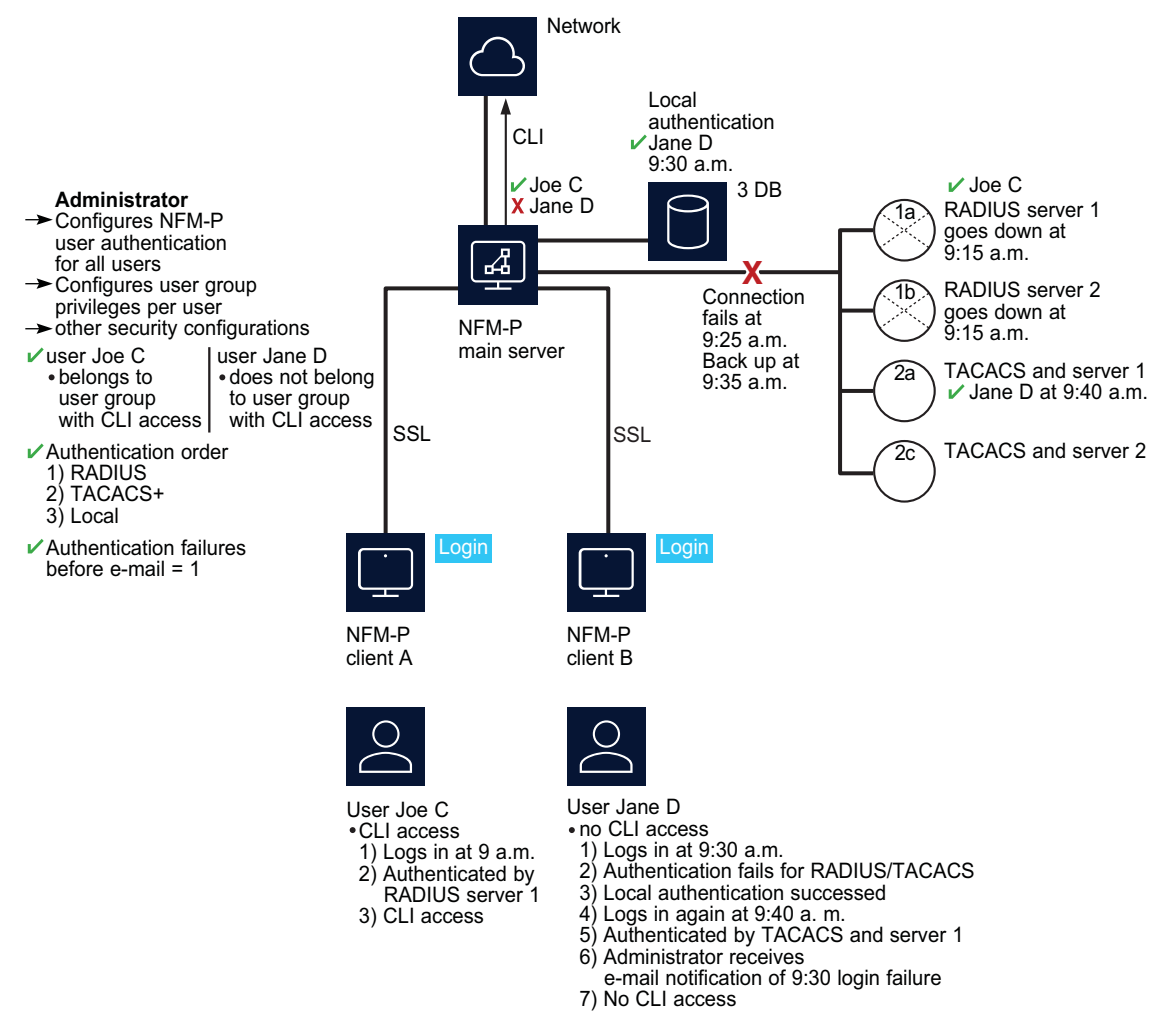 Network
CLI
Joe C
X Jane D
Local
authentication
Jane D
9:30 a.m.
3 DB
Joe C
1a
RADIUS server 1
goes down at
9:15 a.m.
1b
RADIUS server 2
goes down at
9:15 a.m.
2a
TACACS and server 1
Jane D at 9:40 a.m.
2c
TACACS and server 2
X
Connection
fails at
9:25 a.m.
Back up at
9:35 a.m.
NFM-P
main server
Administrator
Configures NFM-P
user authentication
for all users
Configures user group
privileges per user
other security configurations
user Joe C
• belongs to
user group
with CLI access
user Jane D
• does not belong
to user group
with CLI access
Authentication order
1) RADIUS
2) TACACS+
3) Local
Authentication failures
before e-mail = 1
SSL
SSL
Login
Login
NFM-P
client A
NFM-P
client B
User Joe C
• CLI access
1) Logs in at 9 a.m.
2) Authenticated by
RADIUS server 1
3) CLI access
User Jane D
• no CLI access
1) Logs in at 9:30 a.m.
2) Authentication fails for RADIUS/TACACS
3) Local authentication successed
4) Logs in again at 9:40 a. m.
5) Authenticated by TACACS and server 1
6) Administrator receives
e-mail notification of 9:30 login failure
7) No CLI access